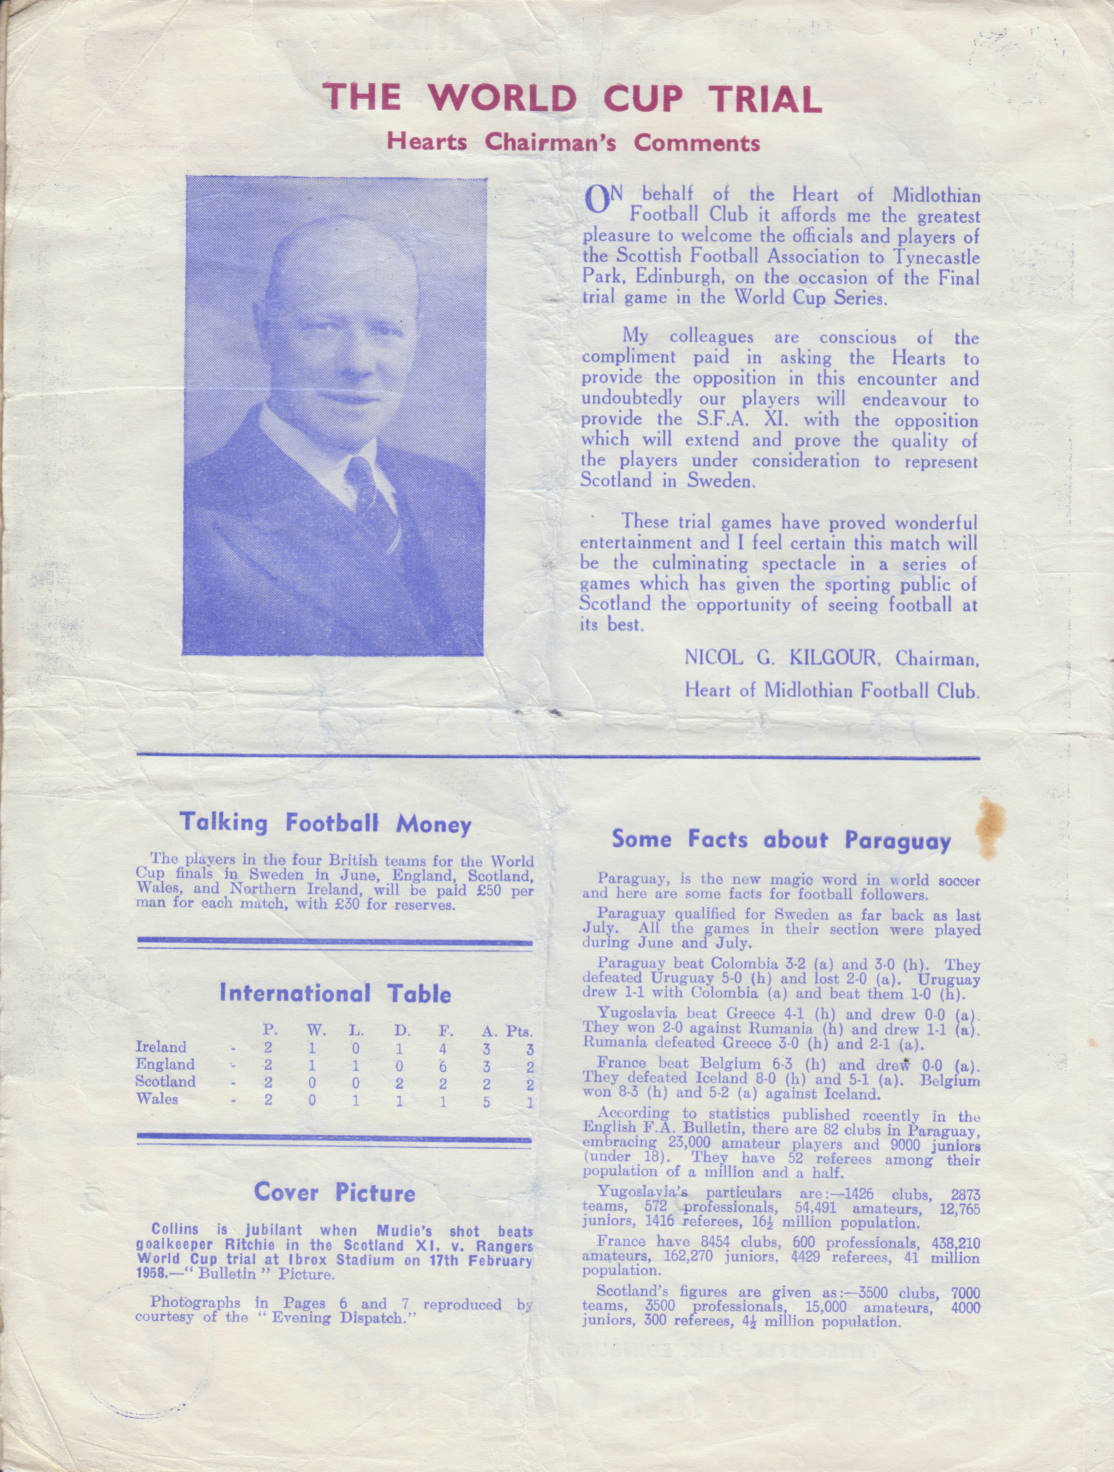 THE WORLD CUP TRIAL
Hearts Chairman's Comments
ON behalf of the Heart of Midlothian
Football Club it affords me the greatest
pleasure to welcome the officials and players of
the Scottish Football Association to Tynecastle
Park, Edinburgh, on the occasion of the Final
trial game in the World Cup Series.
My colleagues are conscious of the
compliment paid in asking the Hearts to
provide the opposition in this encounter and
undoubtedly our players will endeavour to
provide the S.F.A. XI. with the opposition
which will extend and prove the quality of
the players under consideration to represent
Scotland in Sweden.
These trial games have proved wonderful
entertainment and I feel certain this match will
be the culminating spectacle in a series of
games which has given the sporting public of
Scotland the opportunity of seeing football at
its best.
NICOL G. KILGOUR, Chairman,
Heart of Midlothian Football Club.
Talking Football Money
The players in the four British teams for the World
Cup finals in Sweden in June, England, Scotland,
Wales, and Northern Ireland, will be paid £50 per
man for each match, with £30 for reserves.
International Table
P. W. L. D. F. A. Pts.
Ireland - 2 1 0 1 4 3 3
England - 2 1 1 0 6 3 2
Scotland - 2 0 0 2 2 2 2
Wales - 2 0 1 1 1 5 1
Cover Picture
Collins is jubilant when Mudie's shot beats
goalkeeper Ritchie in the Scotland XI. v. Rangers
World Cup trial at Ibrox Stadium on 17th February
1958.—"Bulletin" Picture.
Photographs in Pages 6 and 7 reproduced by
courtesy of the "Evening Dispatch."
Some Facts about Paraguay
Paraguay, is the new magic word in world soccer
and here are some facts for football followers.
Paraguay qualified for Sweden as far back as last
July. All the games in their section were played
during June and July.
Paraguay beat Colombia 3-2 (a) and 3-0 (h). They
defeated Uruguay 5-0 (h) and lost 2-0 (a). Uruguay
drew 1-1 with Colombia (a) and beat them 1-0 (h).
Yugoslavia beat Greece 4-1 (h) and drew 0-0 (a).
They won 2-0 against Rumania (h) and drew 1-1 (a).
Rumania defeated Greece 3-0 (h) and 2-1 (a).
France beat Belgium 6-3 (h) and drew 0-0 (a).
They defeated Iceland 8-0 (h) and 5-1 (a). Belgium
won 8-3 (h) and 5-2 (a) against Iceland.
According to statistics published rceently in the
English F.A. Bulletin, there are 82 clubs in Paraguay,
embracing 23,000 amateur players and 9000 juniors
(under 18). They have 52 referees among their
population of a million and a half.
Yugoslavia's particulars are:—1426 clubs, 2873
teams, 572 professionals, 54,491 amateurs, 12,765
juniors, 1416 referees, 16½ million population.
France have 8454 clubs, 600 professionals, 438,210
amateurs, 162,270 juniors, 4429 referees, 41 million
population.
Scotland's figures are given as:—3500 clubs, 7000
teams, 3500 professionals, 15,000 amateurs, 4000
juniors, 300 referees, 4½ million population.